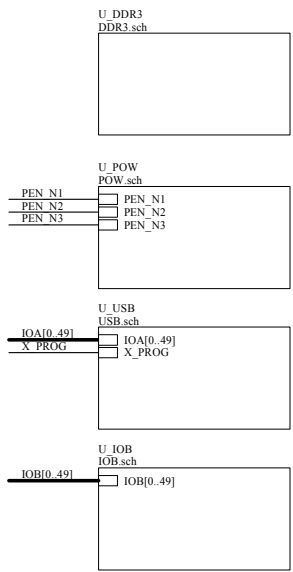 U_DDR3
DDR3.sch
U_POW
POW.sch
PEN_N1 PEN_N1
PEN_N2 PEN_N2
PEN_N3 PEN_N3
U_USB
USB.sch
IOA[0..49] IOA[0..49]
X_PROG X_PROG
U_IOB
IOB.sch
IOB[0..49] IOB[0..49]